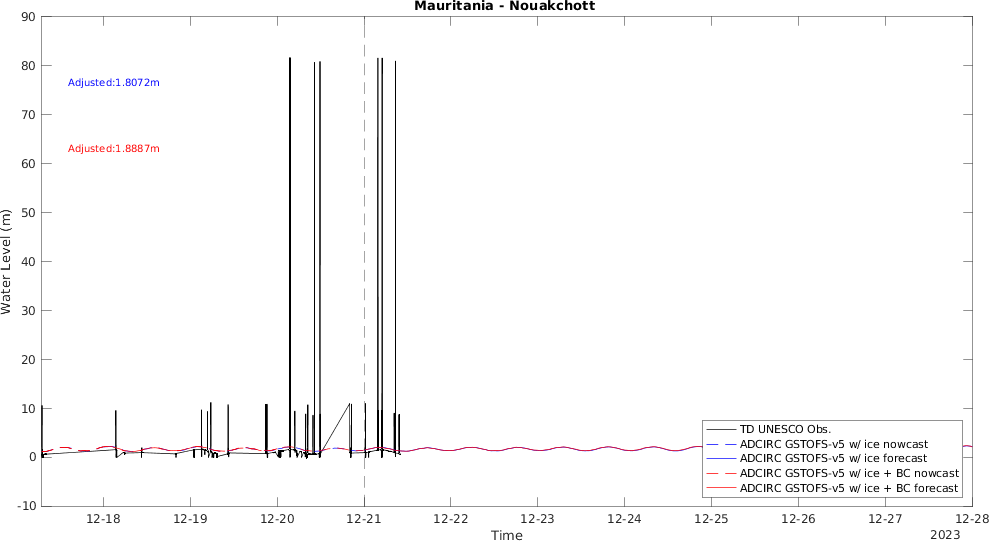 Mauritania - Nouakchott
90
80
70
60
50
40
30
20
10
0
-10
Water Level (m)
Adjusted:1.8072m
Adjusted:1.8887m
TD UNESCO Obs.
ADCIRC GSTOFS-v5 w/ ice nowcast
ADCIRC GSTOFS-v5 w/ ice forecast
ADCIRC GSTOFS-v5 w/ ice + BC nowcast
ADCIRC GSTOFS-v5 w/ ice + BC forecast
12-18 12-19 12-20 12-21 12-22 12-23 12-24 12-25 12-26 12-27 12-28
Time
2023